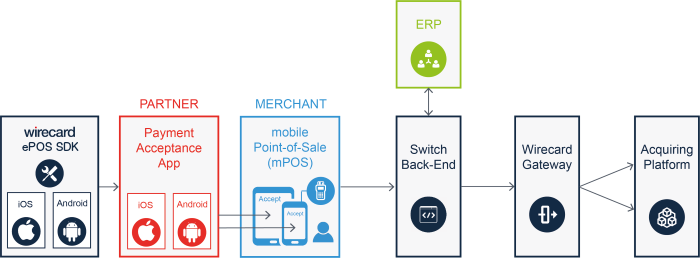 ERP
PARTNER
MERCHANT
wirecard
ePOS SDK
iOS
Android
Payment
Acceptance
App
iOS
Android
mobile
Point-of-Sale
(mPOS)
Accept
Accept
Switch
Back-End
Wirecard
Gateway
Acquiring
Platform